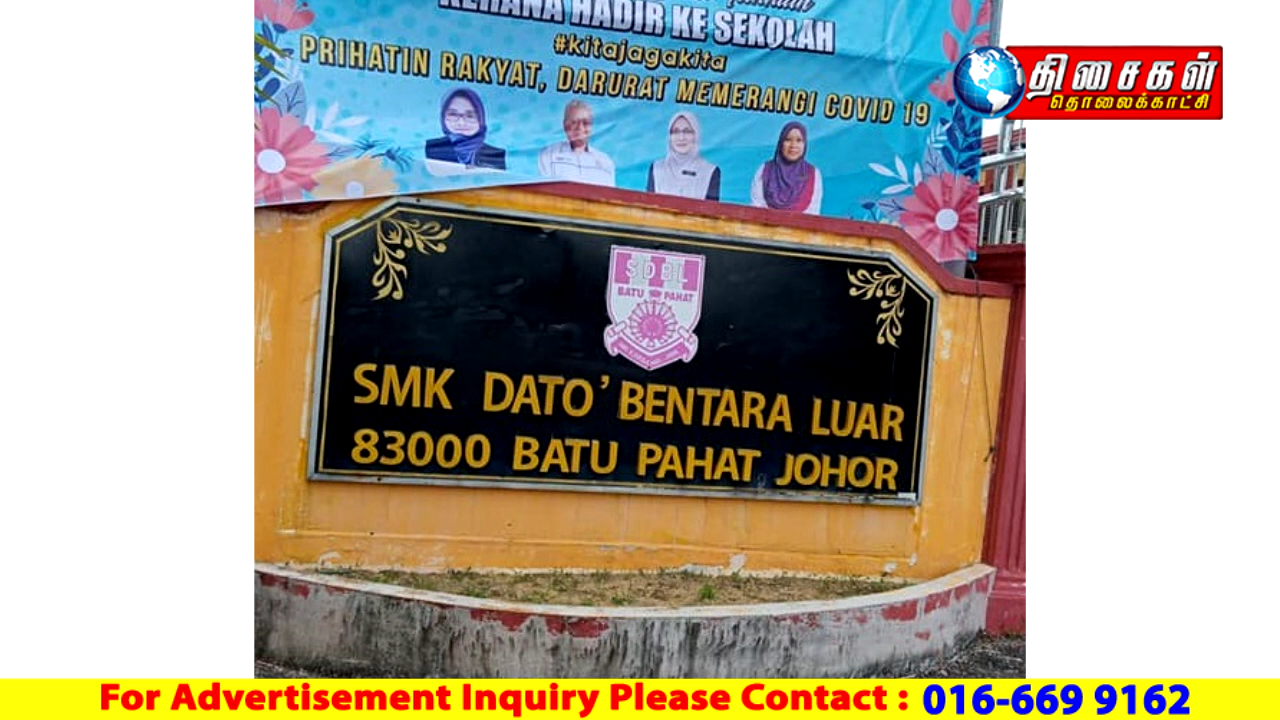 KERANA HADIR KE SEKOLAH
#kitajagakita
PRIHATIN RAKYAT, DARURAT MEMERANGI COVID 19
திசைகள்
தொலைக்காட்சி
SDBL
BATU PAHAT
SMK DATO' BENTARA LUAR
83000 BATU PAHAT JOHOR
For Advertisement Inquiry Please Contact : 016-669 9162